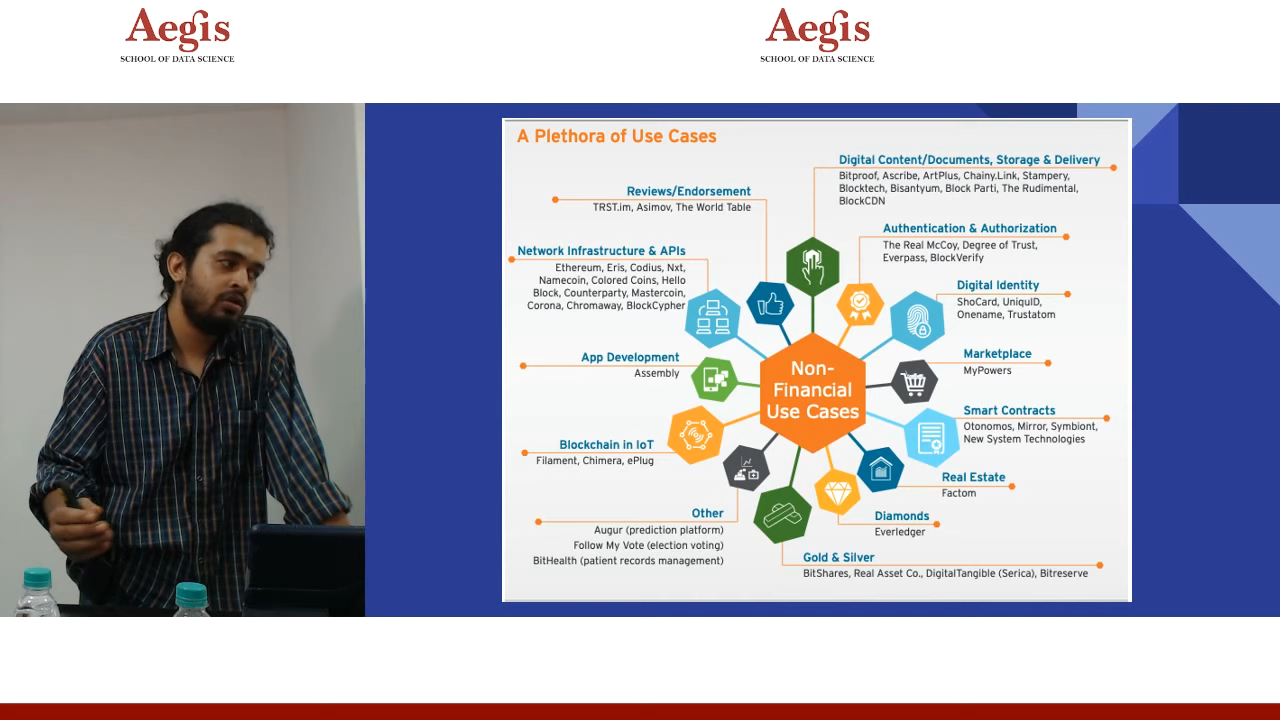 Aegis
SCHOOL OF DATA SCIENCE
Aegis
SCHOOL OF DATA SCIENCE
A Plethora of Use Cases
Digital Content/Documents, Storage & Delivery
Bitproof, Ascribe, ArtPlus, Chainy.Link, Stampery,
Blocktech, Bisantyum, Block Parti, The Rudimental,
BlockCDN
Reviews/Endorsement
TRST.im, Asimov, The World Table
Authentication & Authorization
The Real McCoy, Degree of Trust,
Everpass, BlockVerify
Network Infrastructure & APIs
Ethereum, Eris, Codius, Nxt,
Namecoin, Colored Coins, Hello
Block, Counterparty, Mastercoin,
Corona, Chromaway, BlockCypher
Digital Identity
ShoCard, UniquID,
Onename, Trustatom
App Development
Assembly
Marketplace
MyPowers
Non-
Financial
Use Cases
Smart Contracts
Otonomos, Mirror, Symbiont,
New System Technologies
Blockchain in IoT
Filament, Chimera, ePlug
Real Estate
Factom
Other
Augur (prediction platform)
Follow My Vote (election voting)
BitHealth (patient records management)
Diamonds
Everledger
Gold & Silver
BitShares, Real Asset Co., DigitalTangible (Serica), Bitreserve